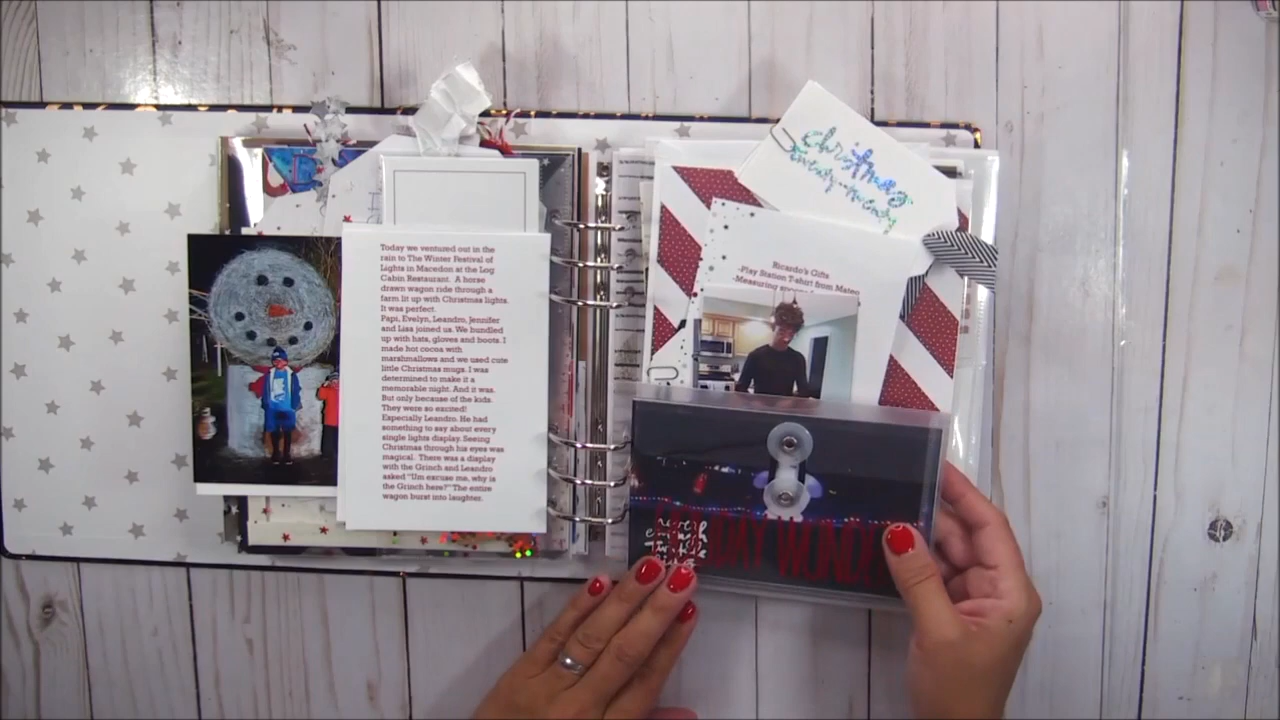 Today we ventured out in the
rain to The Winter Festival of
Lights in Macedon at the Log
Cabin Restaurant. A horse
drawn wagon ride through a
farm lit up with Christmas lights.
It was perfect.
Papi, Evelyn, Leandro, Jennifer
and Lisa joined us. We bundled
up with hats, gloves and boots. I
made hot cocoa with
marshmallows and we used cute
little Christmas mugs. I was
determined to make it a
memorable night. And it was.
But only because of the kids.
They were so excited!
Especially Leandro. He had
something to say about every
single lights display. Seeing
Christmas through his eyes was
magical. There was a display
with the Grinch and Leandro
asked "Um excuse me, why is
the Grinch here?" The entire
wagon burst into laughter.
christmas
twenty-twenty
Ricardo's Gifts
-Play Station T-shirt from Mateo
-Measuring spoons
never
enough
twinkle